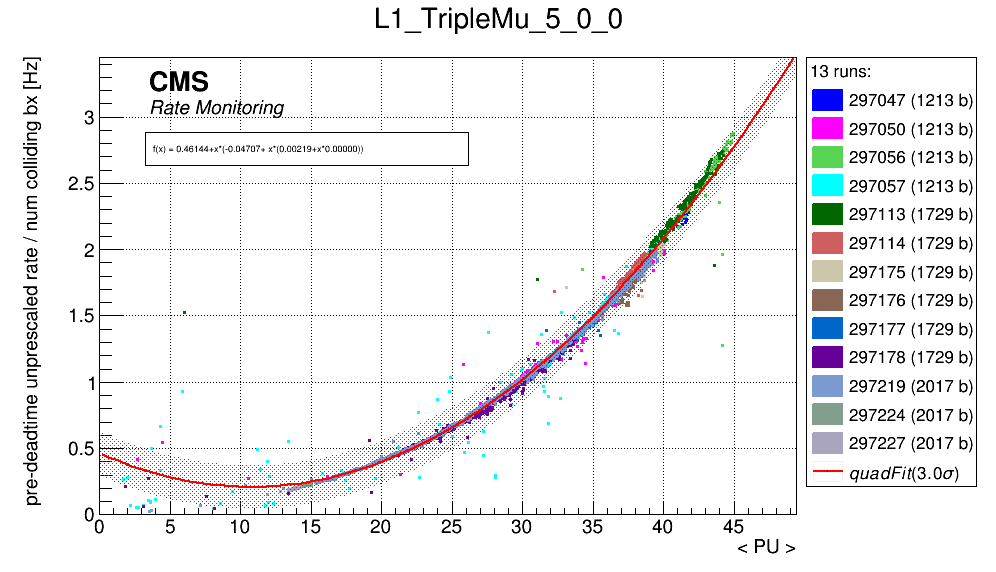 L1_TripleMu_5_0_0
pre-deadtime unprescaled rate / num colliding bx [Hz]
CMS
Rate Monitoring
f(x) = 0.46144+x*(-0.04707+ x*(0.00219+x*0.00000))
3
2.5
2
1.5
1
0.5
0
0 5 10 15 20 25 30 35 40 45
< PU >
13 runs:
297047 (1213 b)
297050 (1213 b)
297056 (1213 b)
297057 (1213 b)
297113 (1729 b)
297114 (1729 b)
297175 (1729 b)
297176 (1729 b)
297177 (1729 b)
297178 (1729 b)
297219 (2017 b)
297224 (2017 b)
297227 (2017 b)
quadFit(3.0σ)